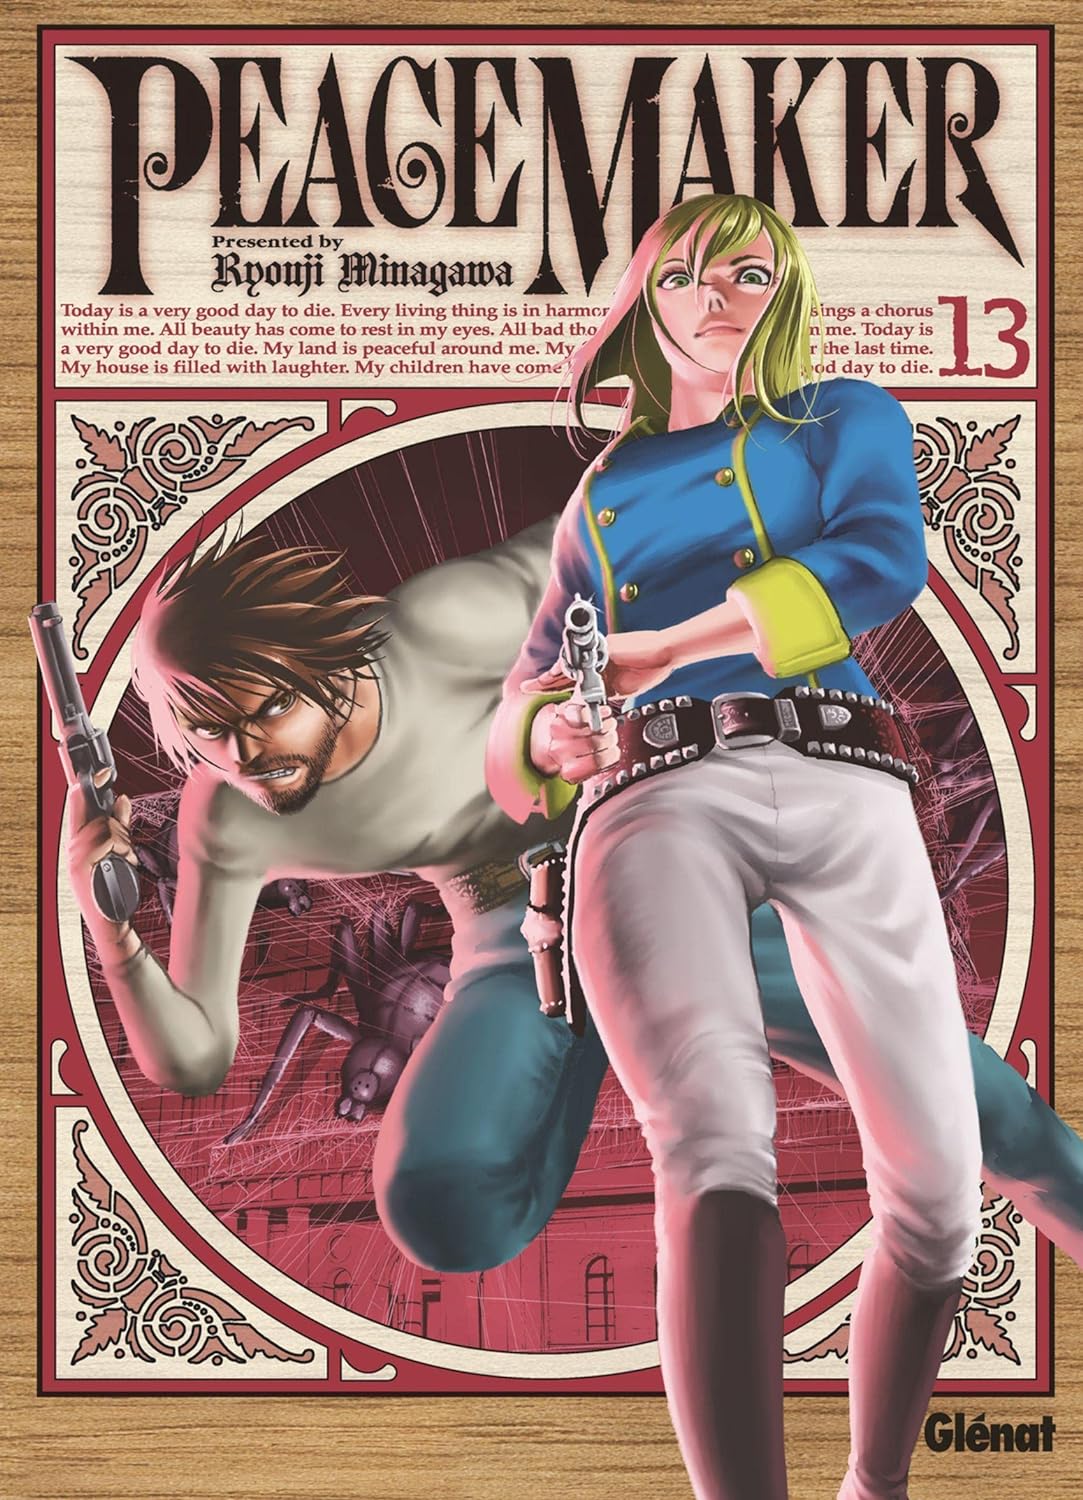 PEACEMAKER
Presented by
Ryouji Minagawa
Today is a very good day to die. Every living thing is in harmo sings a chorus
within me. All beauty has come to rest in my eyes. All bad me. Today is
a very good day to die. My land is peaceful around me. My the last time.
My house is filled with laughter. My children have come day to die.
13
Glénat